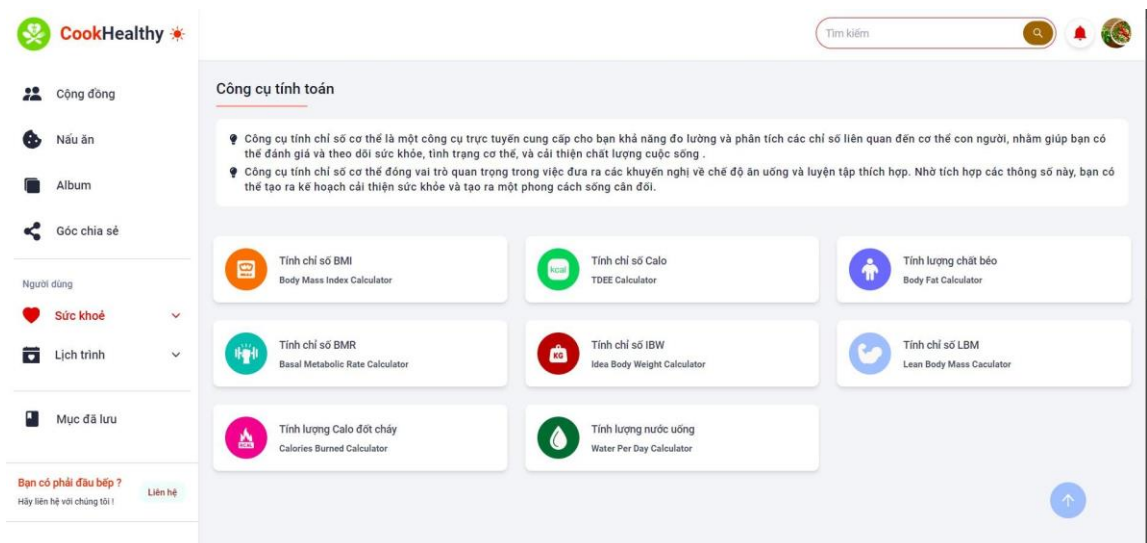 CookHealthy
Tìm kiếm
Cộng đồng
Nấu ăn
Album
Góc chia sẻ
Người dùng
Sức khoẻ
Lịch trình
Mục đã lưu
Bạn có phải đầu bếp ?
Hãy liên hệ với chúng tôi !
Liên hệ
Công cụ tính toán
Công cụ tính chỉ số cơ thể là một công cụ trực tuyến cung cấp cho bạn khả năng đo lường và phân tích các chỉ số liên quan đến cơ thể con người, nhằm giúp bạn có
thể đánh giá và theo dõi sức khỏe, tình trạng cơ thể, và cải thiện chất lượng cuộc sống .
Công cụ tính chỉ số cơ thể đóng vai trò quan trọng trong việc đưa ra các khuyến nghị về chế độ ăn uống và luyện tập thích hợp. Nhờ tích hợp các thông số này, bạn có
thể tạo ra kế hoạch cải thiện sức khỏe và tạo ra một phong cách sống cân đối.
Tính chỉ số BMI
Body Mass Index Calculator
kcal
Tính chỉ số Calo
TDEE Calculator
Tính lượng chất béo
Body Fat Calculator
Tính chỉ số BMR
Basal Metabolic Rate Calculator
KG
Tính chỉ số IBW
Idea Body Weight Calculator
Tính chỉ số LBM
Lean Body Mass Caculator
KCAL
Tính lượng Calo đốt cháy
Calories Burned Calculator
Tính lượng nước uống
Water Per Day Calculator